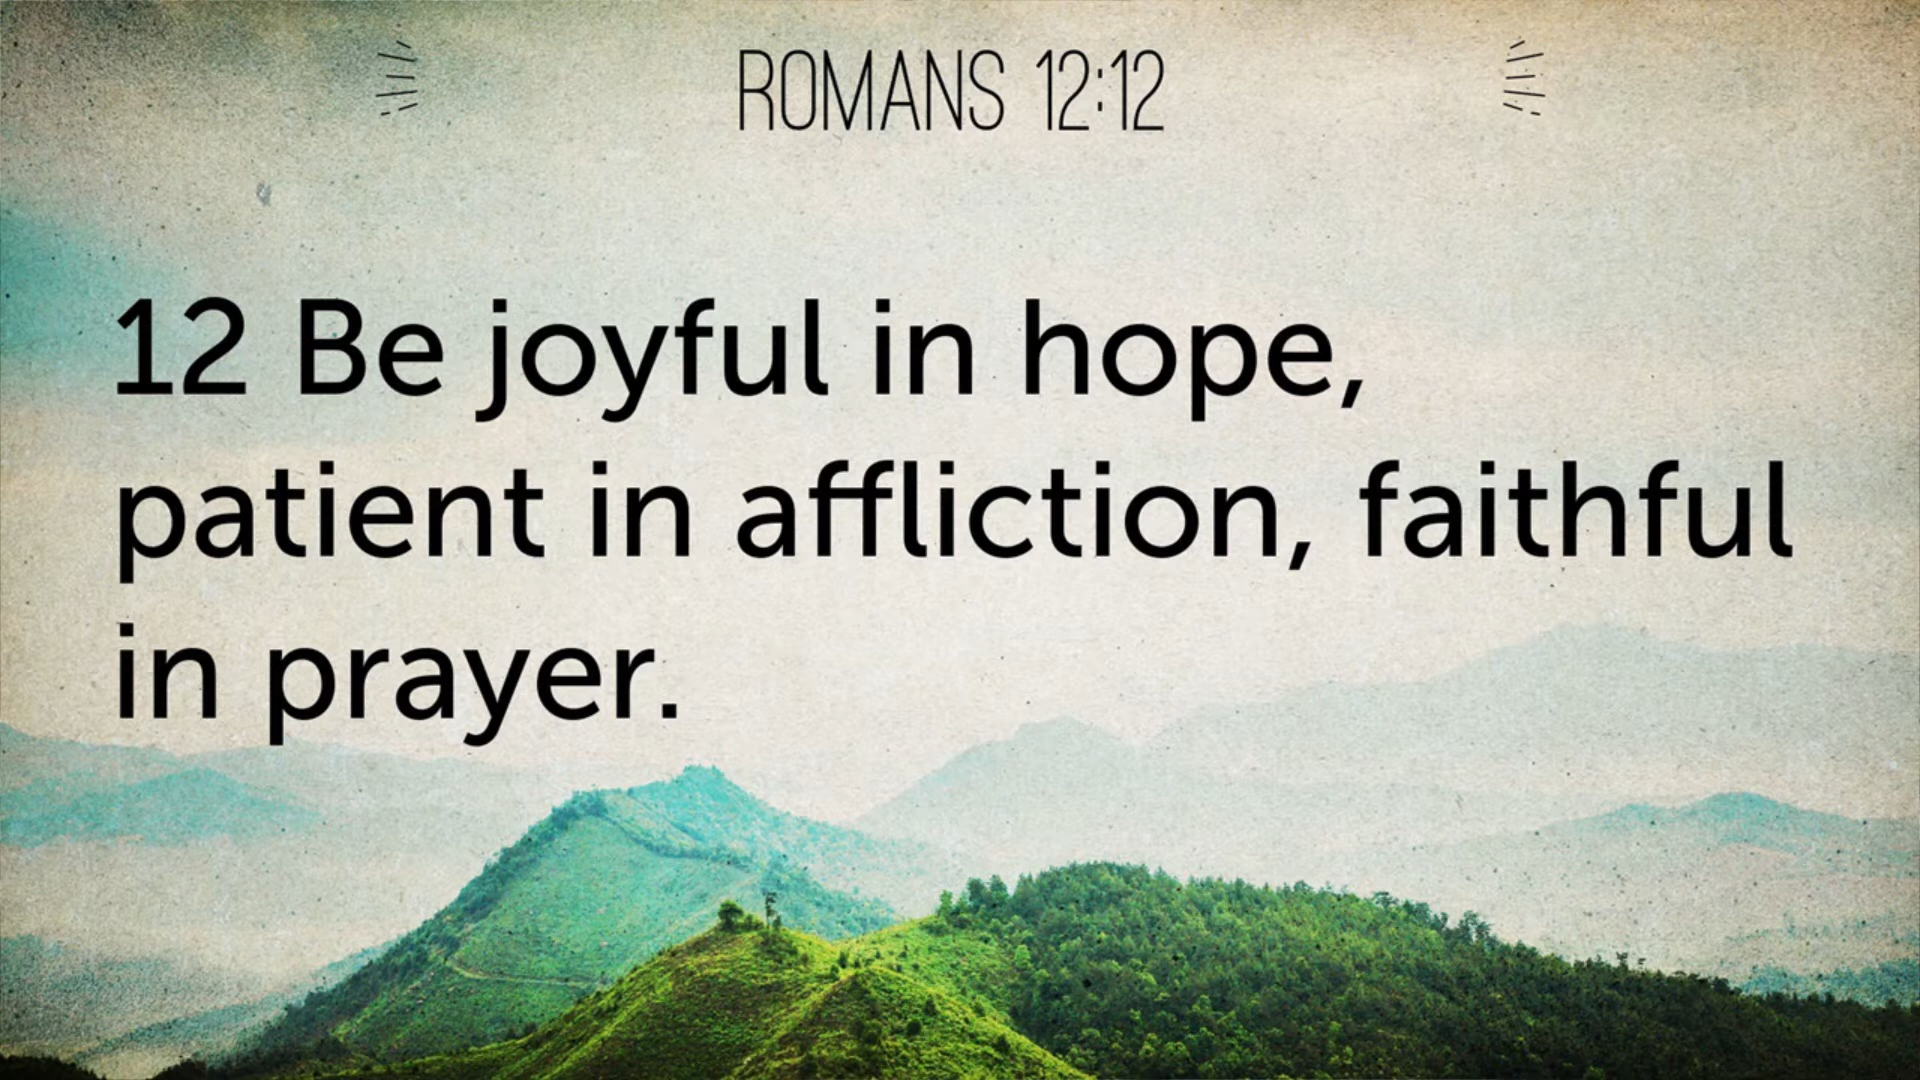 ROMANS 12:12
12 Be joyful in hope,
patient in affliction, faithful
in prayer.